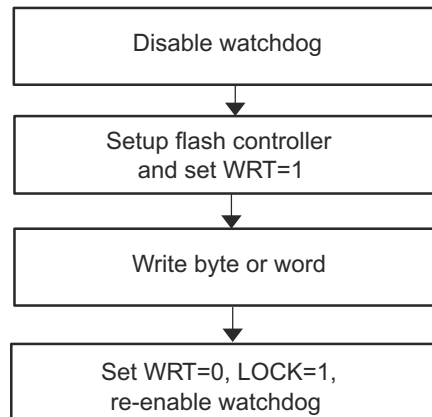 Disable watchdog
Setup flash controller
and set WRT=1
Write byte or word
Set WRT=0, LOCK=1,
re-enable watchdog